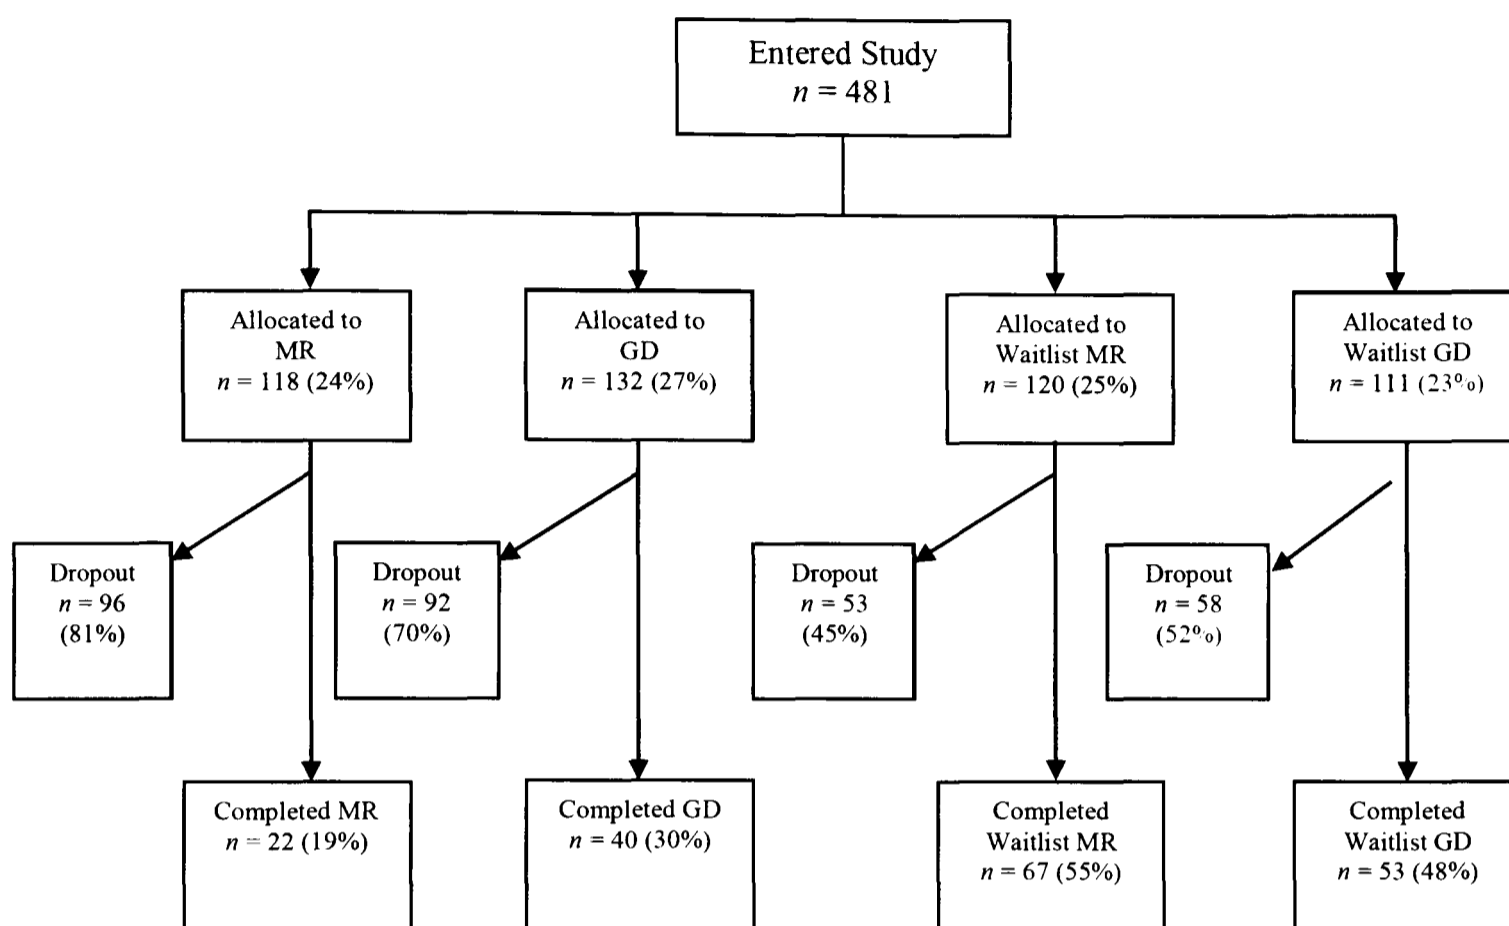 Entered Study
n = 481
Allocated to
MR
n = 118 (24%)
Allocated to
GD
n = 132 (27%)
Allocated to
Waitlist MR
n = 120 (25%)
Allocated to
Waitlist GD
n = 111 (23%)
Dropout
n = 96
(81%)
Dropout
n = 92
(70%)
Dropout
n = 53
(45%)
Dropout
n = 58
(52%)
Completed MR
n = 22 (19%)
Completed GD
n = 40 (30%)
Completed
Waitlist MR
n = 67 (55%)
Completed
Waitlist GD
n = 53 (48%)